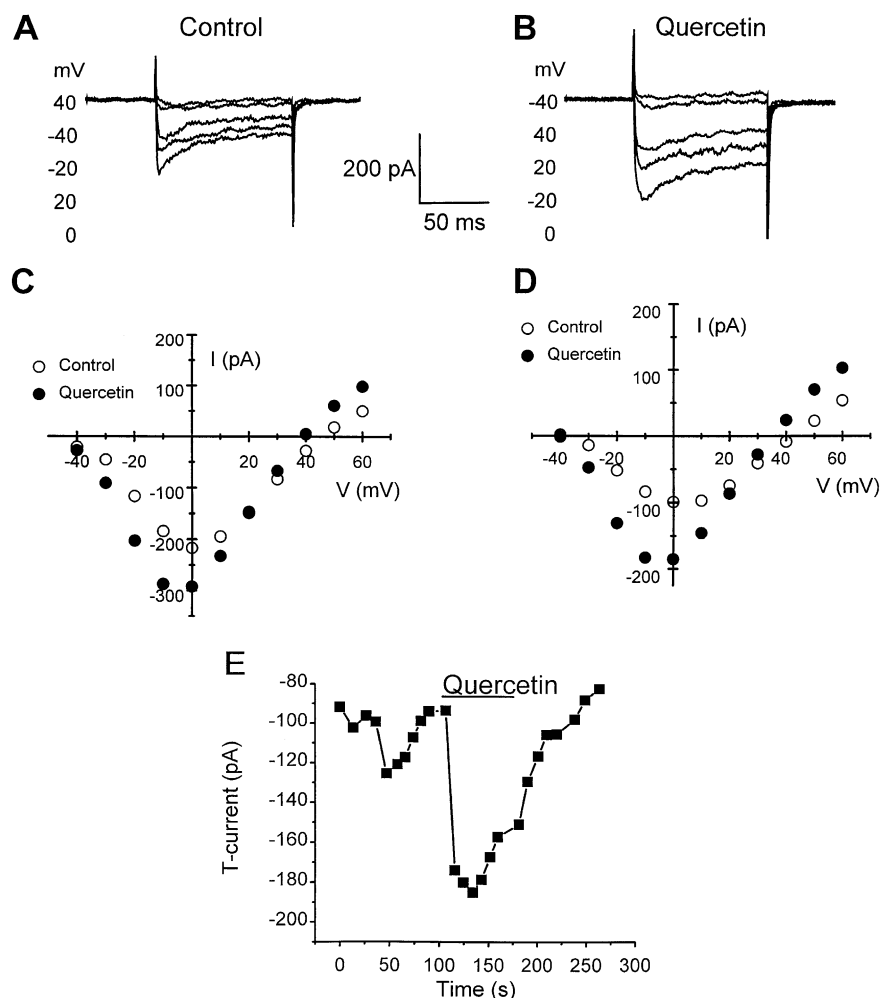 A
Control
mV
40
-40
-20
20
0
200 pA
50 ms
B
Quercetin
mV
-40
40
20
-20
0
C
Control
Quercetin
I (pA)
200
100
-100
-200
-300
-40
-20
20
40
60
V (mV)
D
Control
Quercetin
I (pA)
200
100
-100
-200
-40
-20
20
40
60
V (mV)
E
Quercetin
T-current (pA)
-80
-100
-120
-140
-160
-180
-200
0
50
100
150
200
250
300
Time (s)